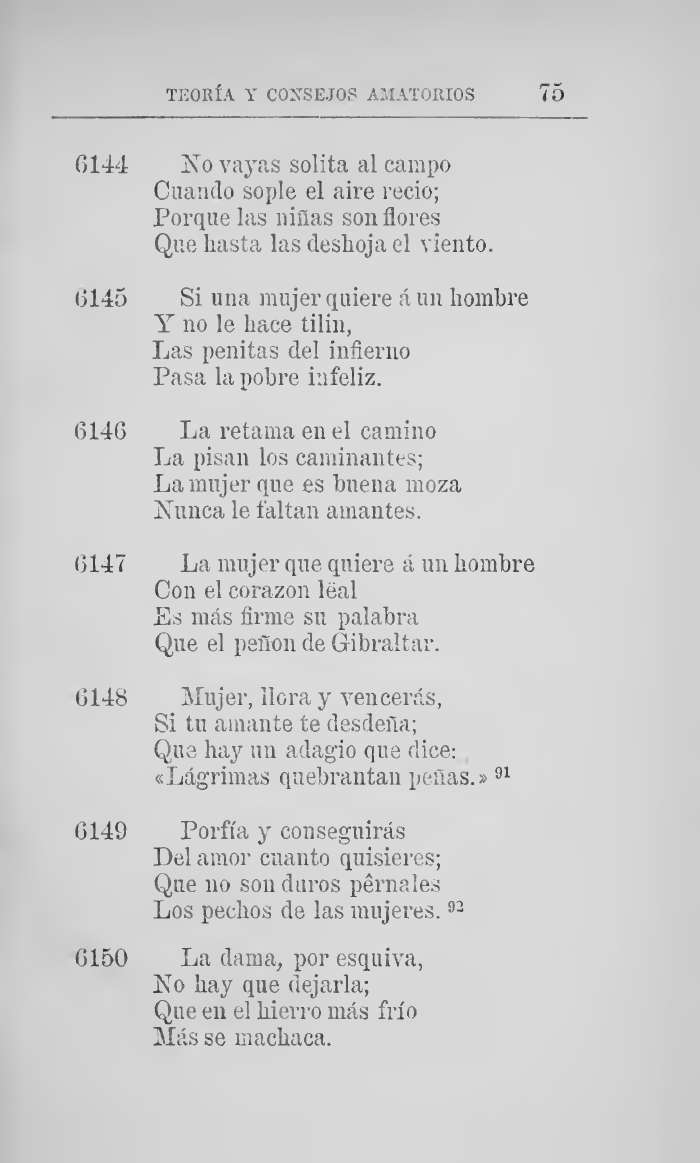 TEORÍA Y CONSEJOS AMATORIOS 75
6144 No vayas solita al campo
Cuando sople el aire recio;
Porque las niñas son flores
Que hasta las deshoja el viento.
6145 Si una mujer quiere á un hombre
Y no le hace tilin,
Las penitas del infierno
Pasa la pobre infeliz.
6146 La retama en el camino
La pisan los caminantes;
La mujer que es buena moza
Nunca le faltan amantes.
6147 La mujer que quiere á un hombre
Con el corazon lëal
Es más firme su palabra
Que el peñon de Gibraltar.
6148 Mujer, llora y vencerás,
Si tu amante te desdeña;
Que hay un adagio que dice:
«Lágrimas quebrantan peñas.» 91
6149 Porfía y conseguirás
Del amor cuanto quisieres;
Que no son duros pêrnales
Los pechos de las mujeres. 92
6150 La dama, por esquiva,
No hay que dejarla;
Que en el hierro más frío
Más se machaca.